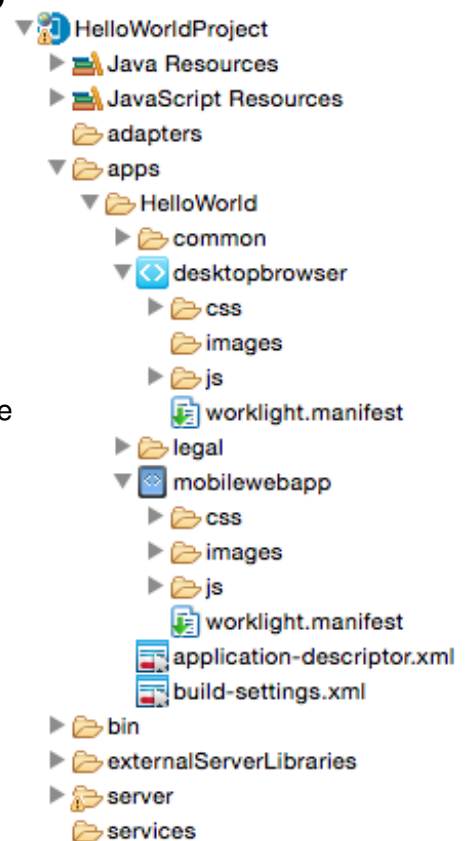 HelloWorldProject
Java Resources
JavaScript Resources
adapters
apps
HelloWorld
common
desktopbrowser
css
images
js
e
worklight.manifest
legal
mobilewebapp
css
images
js
worklight.manifest
application-descriptor.xml
build-settings.xml
bin
externalServerLibraries
server
services